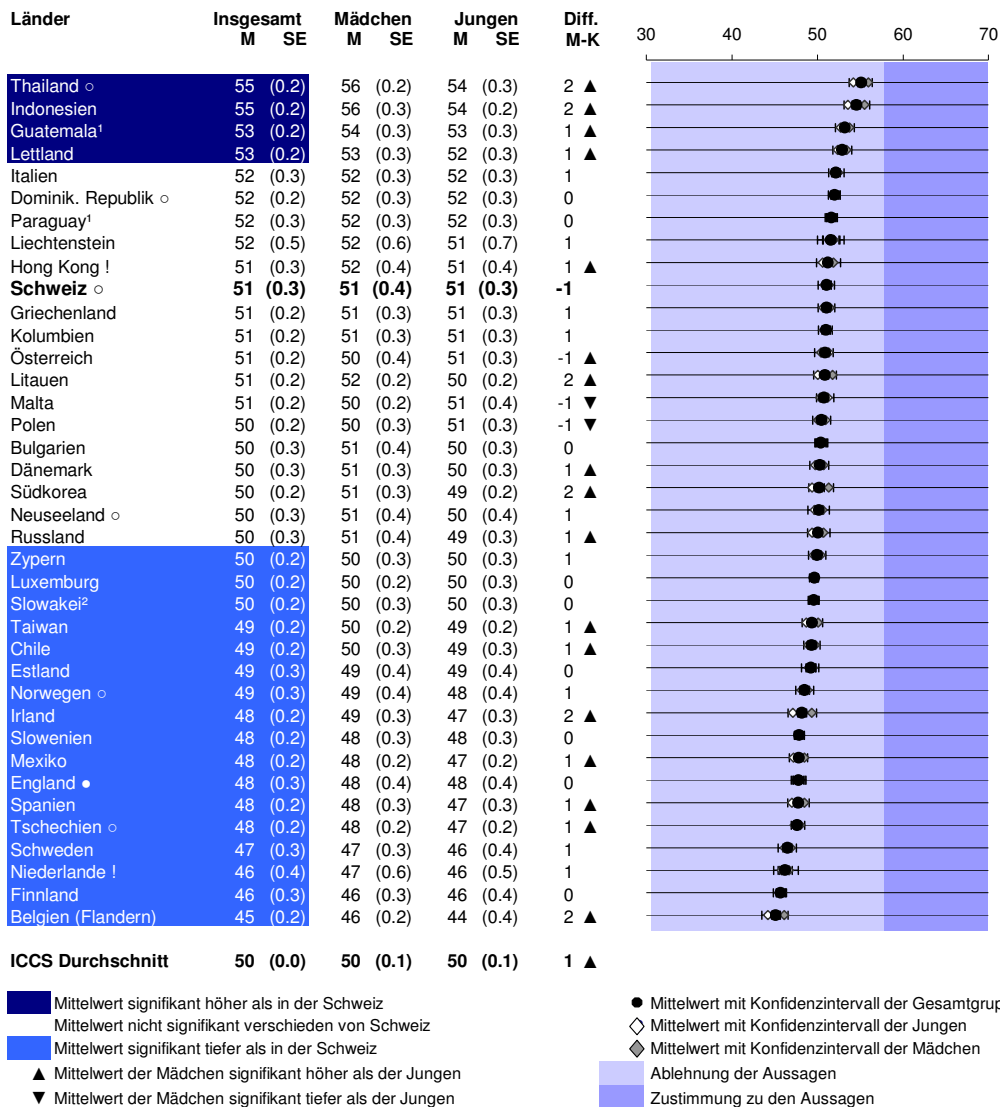 Länder Insgesamt Mädchen Jungen Diff. 30 40 50 60 70
M SE M SE M SE M-K
Thailand ○ 55 (0.2) 56 (0.2) 54 (0.3) 2 ▲
Indonesien 55 (0.2) 56 (0.3) 54 (0.2) 2 ▲
Guatemala¹ 53 (0.2) 54 (0.3) 53 (0.3) 1 ▲
Lettland 53 (0.2) 53 (0.3) 52 (0.3) 1 ▲
Italien 52 (0.3) 52 (0.3) 52 (0.3) 1
Dominik. Republik ○ 52 (0.2) 52 (0.3) 52 (0.3) 0
Paraguay¹ 52 (0.3) 52 (0.3) 52 (0.3) 0
Liechtenstein 52 (0.5) 52 (0.6) 51 (0.7) 1
Hong Kong ! 51 (0.3) 52 (0.4) 51 (0.4) 1 ▲
Schweiz ○ 51 (0.3) 51 (0.4) 51 (0.3) -1
Griechenland 51 (0.2) 51 (0.3) 51 (0.3) 1
Kolumbien 51 (0.2) 51 (0.3) 51 (0.3) 1
Österreich 51 (0.2) 50 (0.4) 51 (0.3) -1 ▲
Litauen 51 (0.2) 52 (0.2) 50 (0.2) 2 ▲
Malta 51 (0.2) 50 (0.2) 51 (0.4) -1 ▼
Polen 50 (0.2) 50 (0.3) 51 (0.3) -1 ▼
Bulgarien 50 (0.3) 51 (0.4) 50 (0.3) 0
Dänemark 50 (0.3) 51 (0.3) 50 (0.3) 1 ▲
Südkorea 50 (0.2) 51 (0.3) 49 (0.2) 2 ▲
Neuseeland ○ 50 (0.3) 51 (0.4) 50 (0.4) 1
Russland 50 (0.3) 51 (0.4) 49 (0.3) 1 ▲
Zypern 50 (0.2) 50 (0.3) 50 (0.3) 1
Luxemburg 50 (0.2) 50 (0.2) 50 (0.3) 0
Slowakei² 50 (0.2) 50 (0.3) 50 (0.3) 0
Taiwan 49 (0.2) 50 (0.2) 49 (0.2) 1 ▲
Chile 49 (0.2) 50 (0.3) 49 (0.3) 1 ▲
Estland 49 (0.3) 49 (0.4) 49 (0.4) 0
Norwegen ○ 49 (0.3) 49 (0.4) 48 (0.4) 1
Irland 48 (0.2) 49 (0.3) 47 (0.3) 2 ▲
Slowenien 48 (0.2) 48 (0.3) 48 (0.3) 0
Mexiko 48 (0.2) 48 (0.2) 47 (0.2) 1 ▲
England ● 48 (0.3) 48 (0.4) 48 (0.4) 0
Spanien 48 (0.2) 48 (0.3) 47 (0.3) 1 ▲
Tschechien ○ 48 (0.2) 48 (0.2) 47 (0.2) 1 ▲
Schweden 47 (0.3) 47 (0.3) 46 (0.4) 1
Niederlande ! 46 (0.4) 47 (0.6) 46 (0.5) 1
Finnland 46 (0.3) 46 (0.3) 46 (0.4) 0
Belgien (Flandern) 45 (0.2) 46 (0.2) 44 (0.4) 2 ▲
ICCS Durchschnitt 50 (0.0) 50 (0.1) 50 (0.1) 1 ▲
Mittelwert signifikant höher als in der Schweiz
Mittelwert nicht signifikant verschieden von Schweiz
Mittelwert signifikant tiefer als in der Schweiz
▲ Mittelwert der Mädchen signifikant höher als der Jungen
▼ Mittelwert der Mädchen signifikant tiefer als der Jungen
● Mittelwert mit Konfidenzintervall der Gesamtgrup
◇ Mittelwert mit Konfidenzintervall der Jungen
◆ Mittelwert mit Konfidenzintervall der Mädchen
Ablehnung der Aussagen
Zustimmung zu den Aussagen